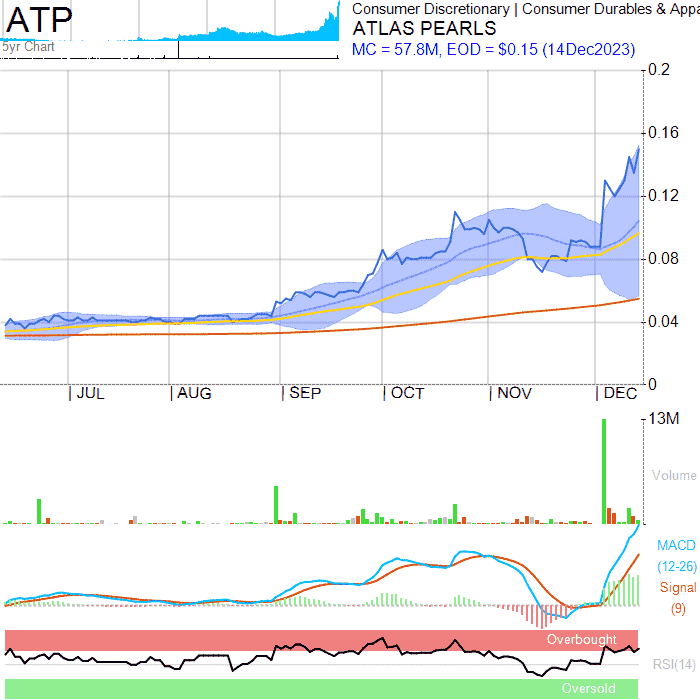 ATP
5yr Chart
Consumer Discretionary | Consumer Durables & Appa
ATLAS PEARLS
MC = 57.8M, EOD = $0.15 (14Dec2023)
0.2
0.16
0.12
0.08
0.04
0
JUL AUG SEP OCT NOV DEC
13M
Volume
MACD
(12-26)
Signal
(9)
Overbought
RSI(14)
Oversold